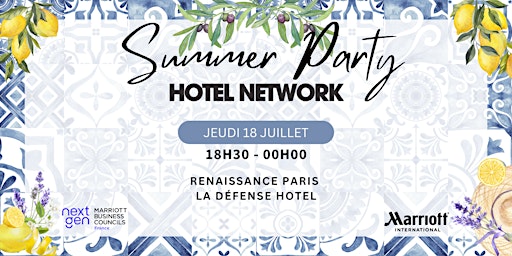 Summer Party
HOTEL NETWORK
JEUDI 18 JUILLET
18H30 - 00H00
RENAISSANCE PARIS
LA DÉFENSE HOTEL
next
gen
MARRIOTT
BUSINESS
COUNCILS
France
Marriott
INTERNATIONAL